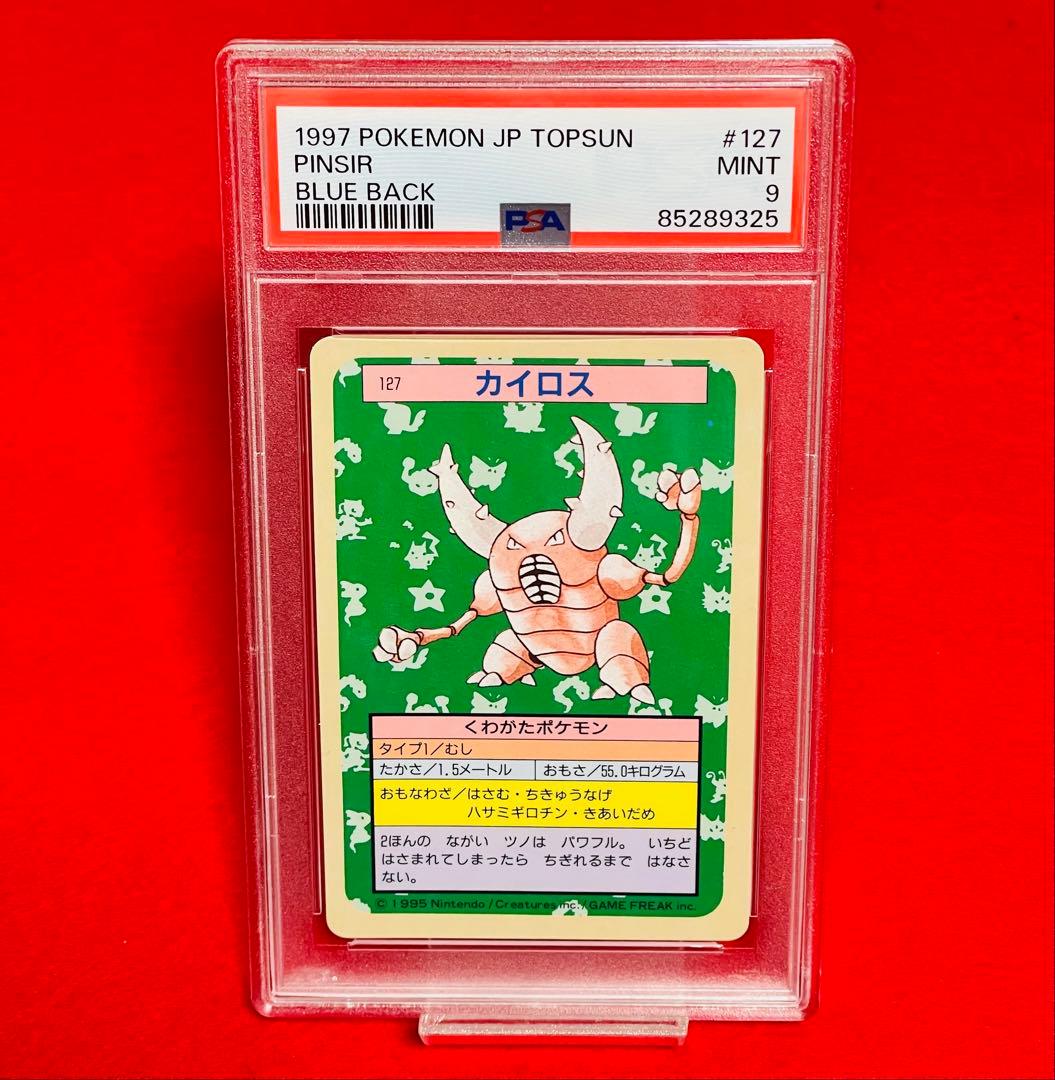 1997 POKEMON JP TOPSUN #127
PINSIR MINT
BLUE BACK 9
PSA 85289325
127 カイロス
くわがたポケモン
タイプ1/むし
たかさ/1.5メートル おもさ/55.0キログラム
おもなわざ/はさむ・ちきゅうなげ
ハサミギロチン・きあいだめ
2ほんの ながい ツノは パワフル。 いちど
はさまれてしまったら ちぎれるまで はなさ
ない。
© 1995 Nintendo/Creatures inc./GAME FREAK inc.